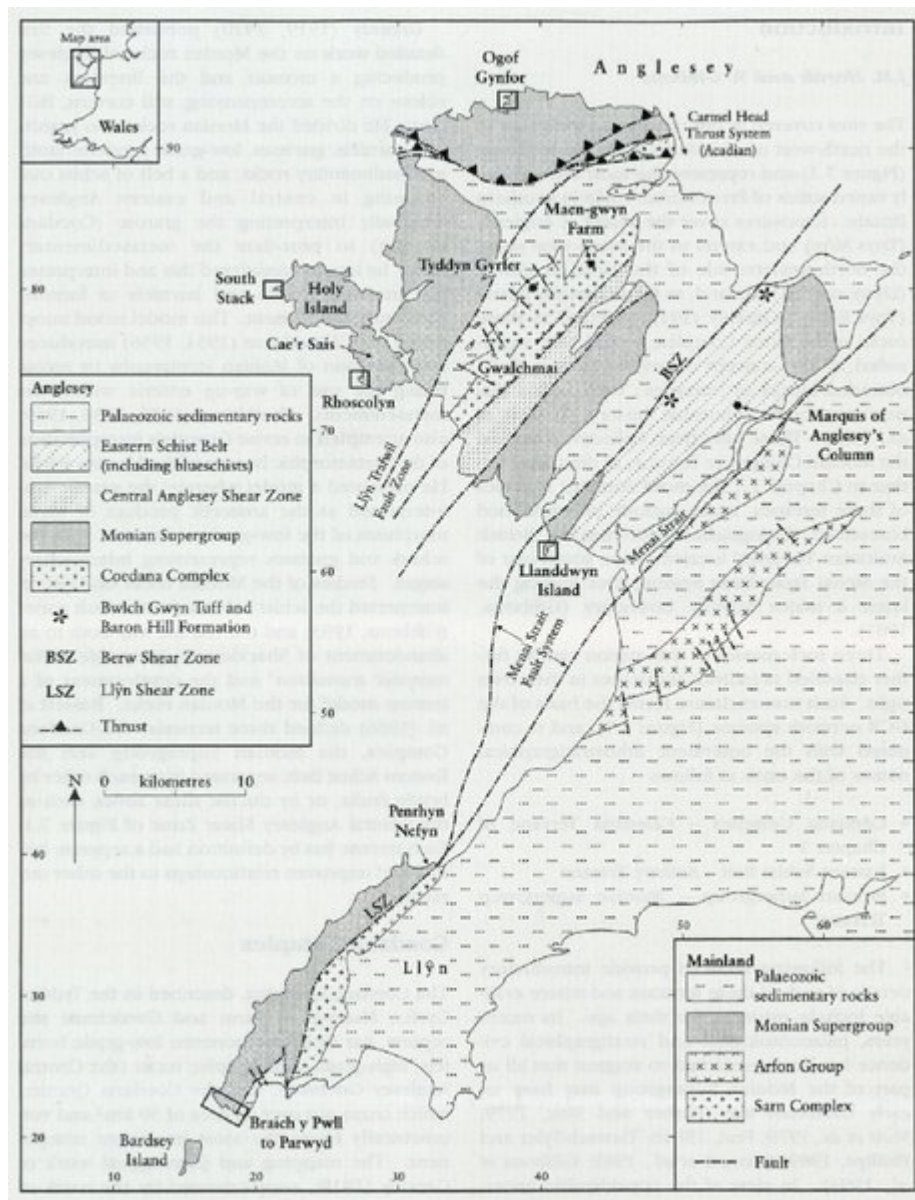 Map area
Wales
90
80
70
60
50
40
30
20
10
20
30
40
50
60
Anglesey
Ogof
Gynfor
Carmel Head
Thrust System
(Acadian)
Maen-gwyn
Farm
Tyddyn Gyrfer
South
Stack
Holy
Island
Cae'r Sais
Rhoscolyn
Gwalchmai
BSZ
Llŷn Traffwll
Fault Zone
Marquis of
Anglesey's
Column
Menai Strait
Llanddwyn
Island
Menai Strait
Fault System
Anglesey
Palaeozoic sedimentary rocks
Eastern Schist Belt
(including blueschists)
Central Anglesey Shear Zone
Monian Supergroup
Coedana Complex
Bwlch Gwyn Tuff and
Baron Hill Formation
BSZ Berw Shear Zone
LSZ Llŷn Shear Zone
Thrust
N
0 kilometres 10
Penrhyn
Nefyn
LSZ
Llŷn
Braich y Pwll
to Parwyd
Bardsey
Island
Mainland
Palaeozoic
sedimentary rocks
Monian Supergroup
Arfon Group
Sarn Complex
Fault